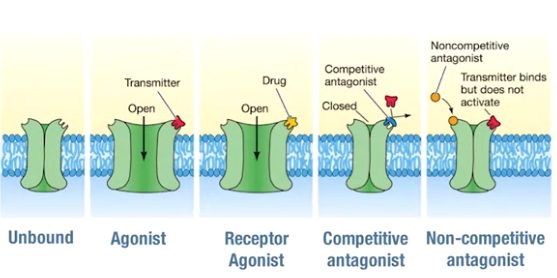 Transmitter
Open
Drug
Open
Competitive
antagonist
Closed
Noncompetitive
antagonist
Transmitter binds
but does not
activate
Unbound
Agonist
Receptor
Agonist
Competitive
antagonist
Non-competitive
antagonist